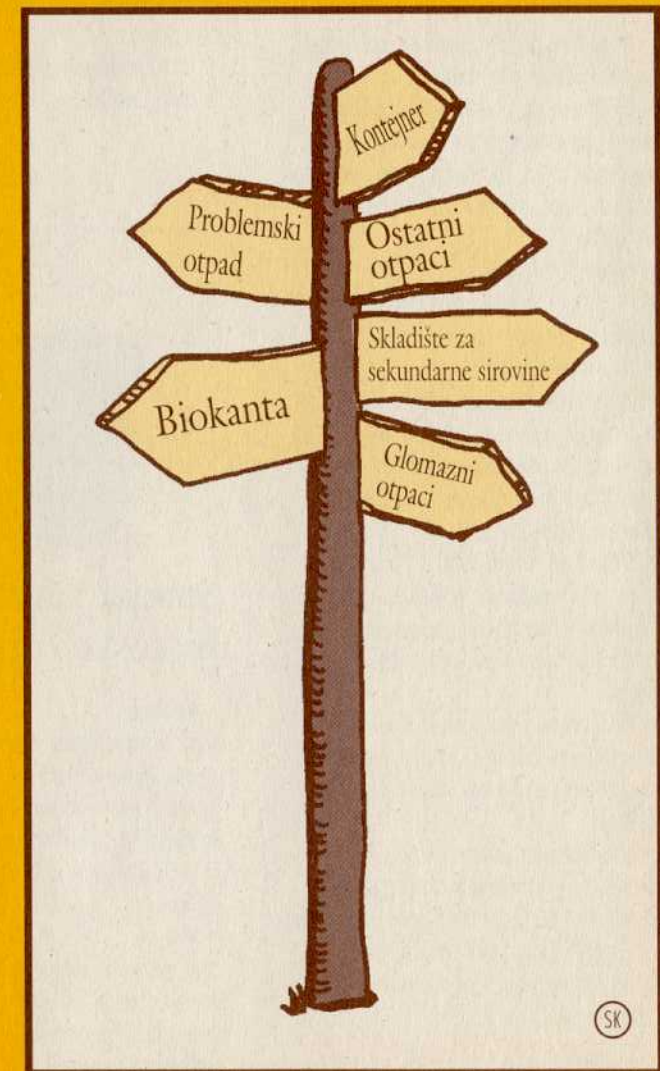 Kontejner
Problemski
otpad
Ostatni
otpaci
Skladište za
sekundarne sirovine
Biokanta
Glomazni
otpaci
SK